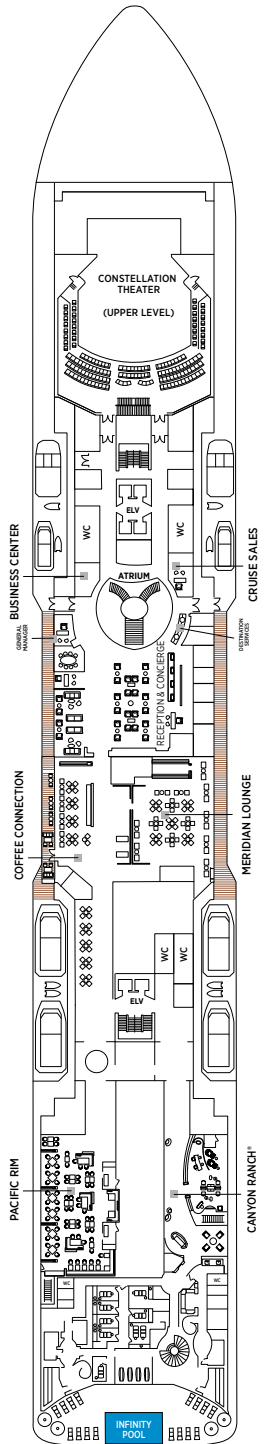 CONSTELLATION
THEATER
(UPPER LEVEL)
BUSINESS CENTER
WC
ELV
WC
CRUISE SALES
ATRIUM
GENERAL
MANAGER
DESTINATION
SERVICES
RECEPTION & CONCIERGE
COFFEE CONNECTION
MERIDIAN LOUNGE
WC
WC
ELV
PACIFIC RIM
CANYON RANCH®
WC
WC
INFINITY
POOL